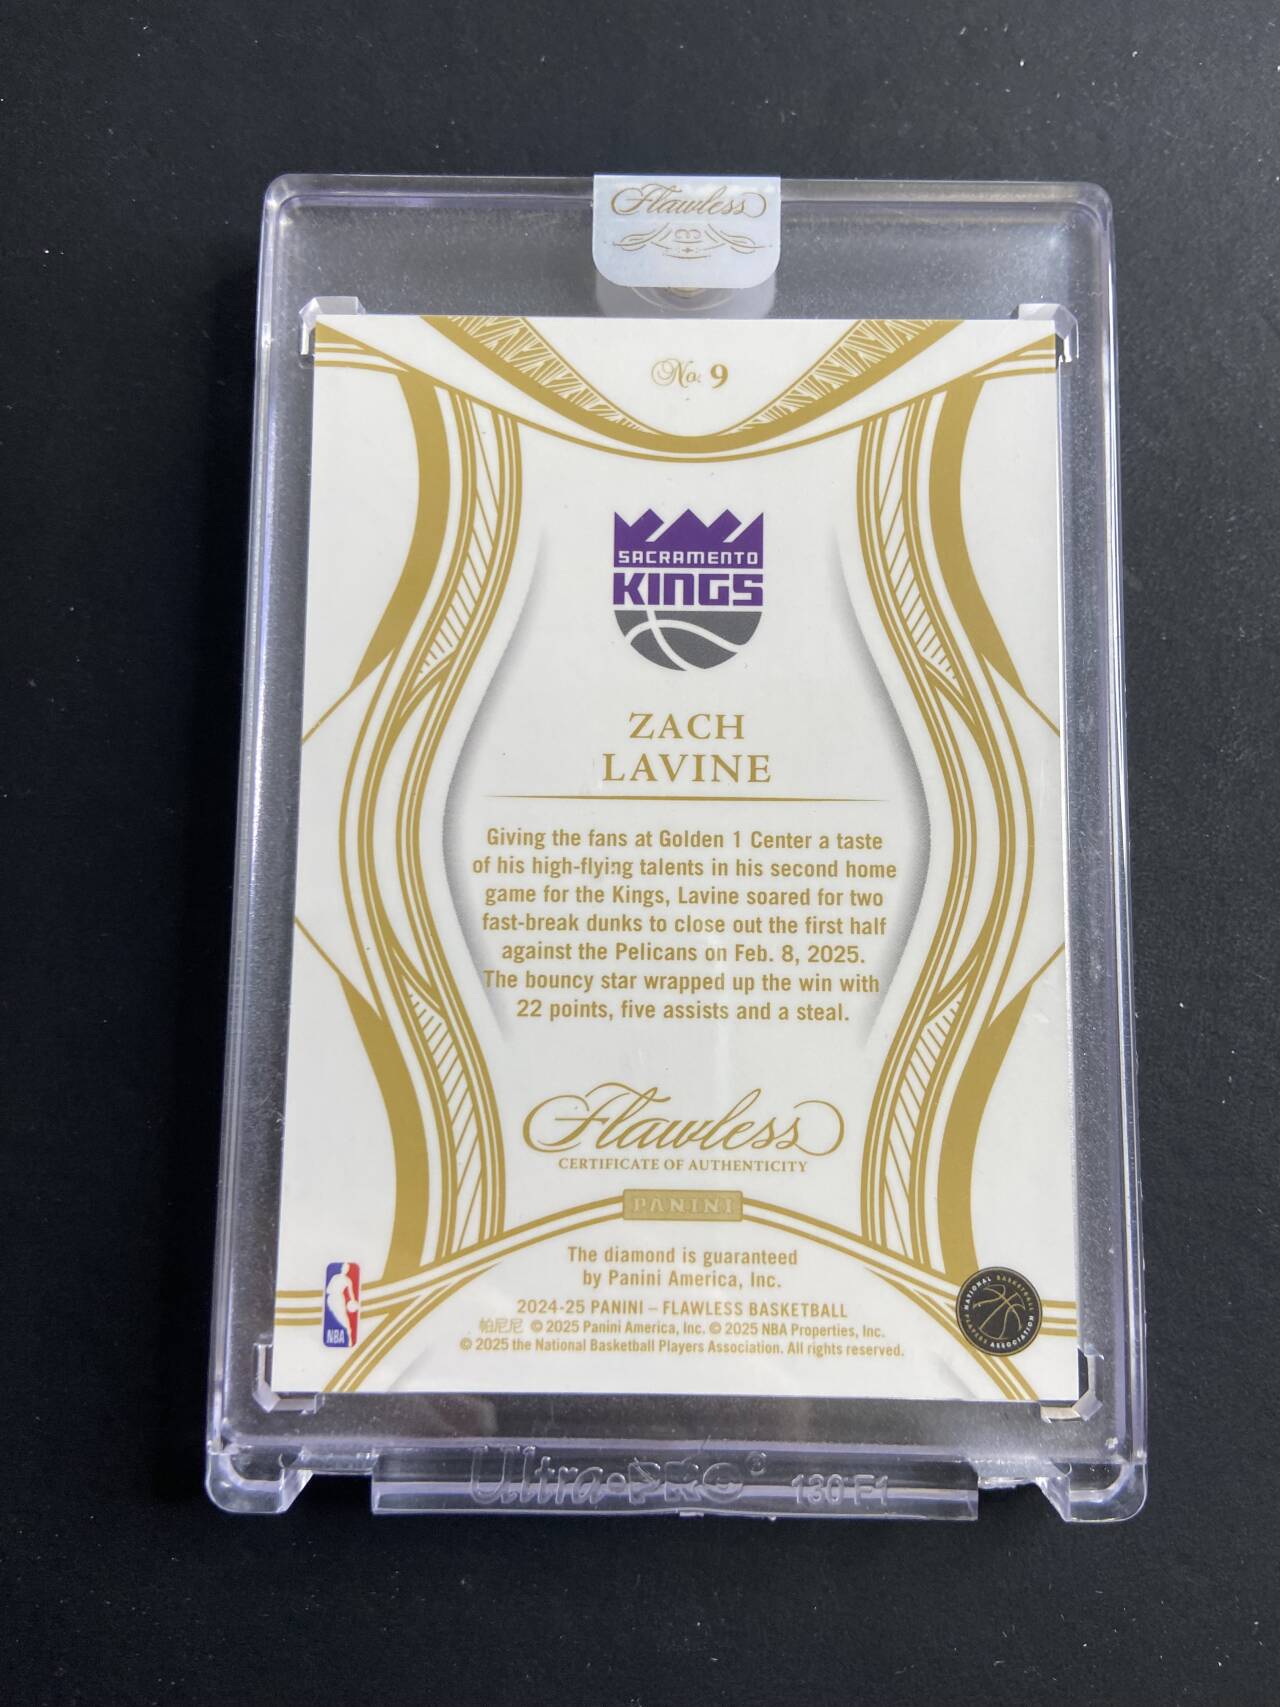 Flawless
No. 9
SACRAMENTO
KINGS
ZACH
LAVINE
Giving the fans at Golden 1 Center a taste
of his high-flying talents in his second home
game for the Kings, Lavine soared for two
fast-break dunks to close out the first half
against the Pelicans on Feb. 8, 2025.
The bouncy star wrapped up the win with
22 points, five assists and a steal.
Flawless
CERTIFICATE OF AUTHENTICITY
PANINI
The diamond is guaranteed
by Panini America, Inc.
2024-25 PANINI – FLAWLESS BASKETBALL
帕尼尼 © 2025 Panini America, Inc. © 2025 NBA Properties, Inc.
© 2025 the National Basketball Players Association. All rights reserved.
NBA
NATIONAL BASKETBALL PLAYERS ASSOCIATION
Ultra·PRO® 130 F1